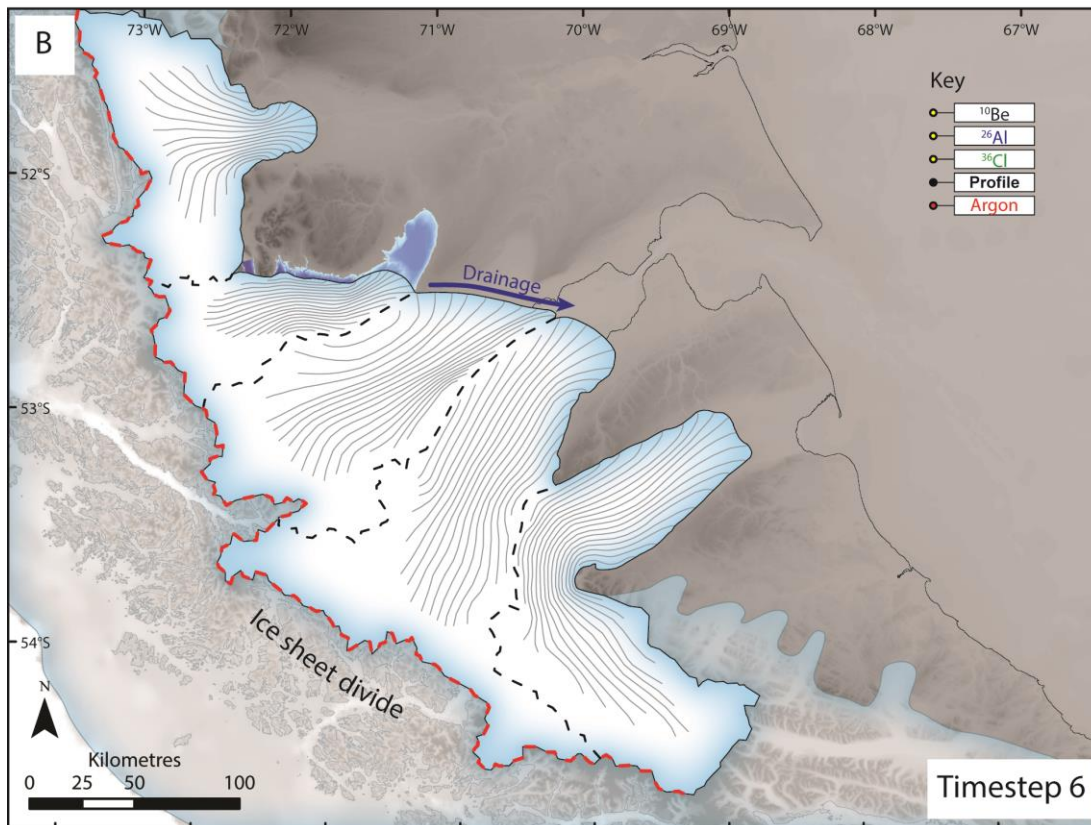 B
73°W 72°W 71°W 70°W 69°W 68°W 67°W
Key
¹⁰Be
²⁶Al
³⁶Cl
Profile
Argon
52°S
Drainage
53°S
54°S
Ice sheet divide
N
Kilometres
0 25 50 100
Timestep 6